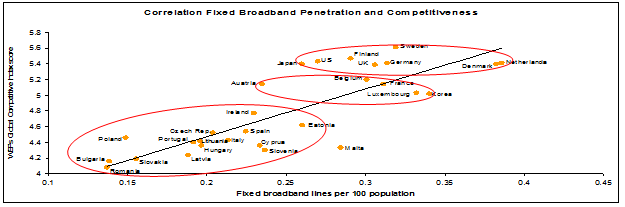 Correlation Fixed Broadband Penetration and Competitiveness
WEF's Global Competitive Index score
5.8
5.6
5.4
5.2
5
4.8
4.6
4.4
4.2
4
Sweden
Finland
US
Japan
UK
Germany
Denmark
Netherlands
Austria
Belgium
France
Luxembourg
Korea
Ireland
Estonia
Czech Rep.
Spain
Poland
Portugal
Lithuania
Italy
Cyprus
Hungary
Slovenia
Malta
Bulgaria
Slovakia
Latvia
Romania
0.1
0.15
0.2
0.25
0.3
0.35
0.4
0.45
Fixed broadband lines per 100 population